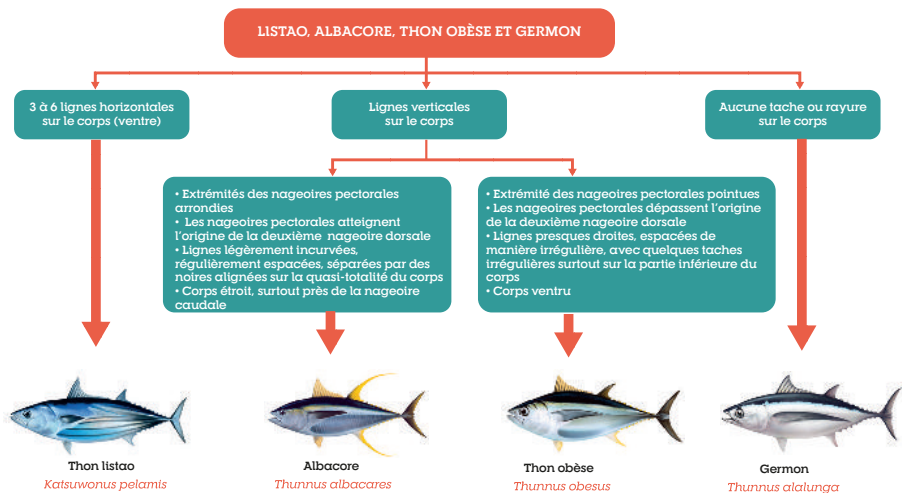 LISTAO, ALBACORE, THON OBÈSE ET GERMON
3 à 6 lignes horizontales
sur le corps (ventre)
Lignes verticales
sur le corps
Aucune tache ou rayure
sur le corps
• Extrémités des nageoires pectorales
arrondies
• Les nageoires pectorales atteignent
l'origine de la deuxième nageoire dorsale
• Lignes légèrement incurvées,
régulièrement espacées, séparées par des
noires alignées sur la quasi-totalité du corps
• Corps étroit, surtout près de la nageoire
caudale
• Extrémité des nageoires pectorales pointues
• Les nageoires pectorales dépassent l'origine
de la deuxième nageoire dorsale
• Lignes presques droites, espacées de
manière irrégulière, avec quelques taches
irrégulières surtout sur la partie inférieure du
corps
• Corps ventru
Thon listao
Katsuwonus pelamis
Albacore
Thunnus albacares
Thon obèse
Thunnus obesus
Germon
Thunnus alalunga